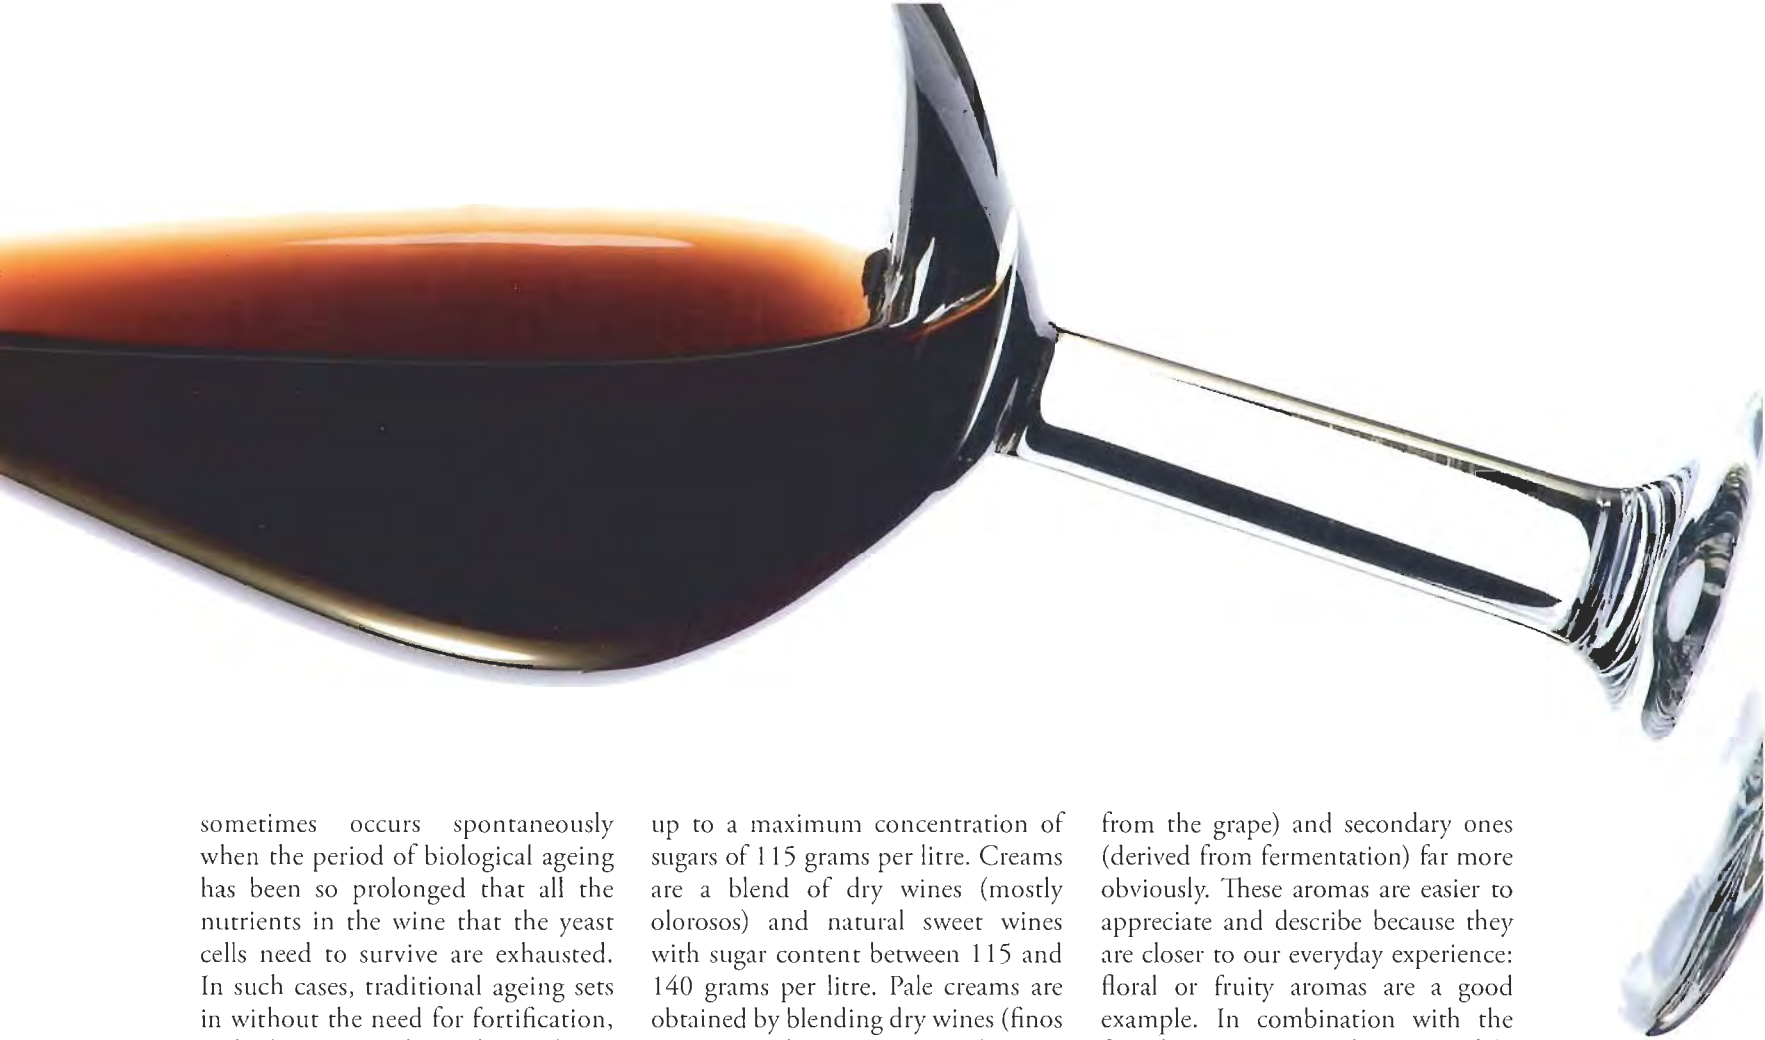 sometimes occurs spontaneously
when the period of biological ageing
has been so prolonged that all the
nutrients in the wine that the yeast
cells need to survive are exhausted.
In such cases, traditional ageing sets
in without the need for fortification,
up to a maximum concentration of
sugars of 115 grams per litre. Creams
are a blend of dry wines (mostly
olorosos) and natural sweet wines
with sugar content between 115 and
140 grams per litre. Pale creams are
obtained by blending dry wines (finos
from the grape) and secondary ones
(derived from fermentation) far more
obviously. These aromas are easier to
appreciate and describe because they
are closer to our everyday experience:
floral or fruity aromas are a good
example. In combination with the